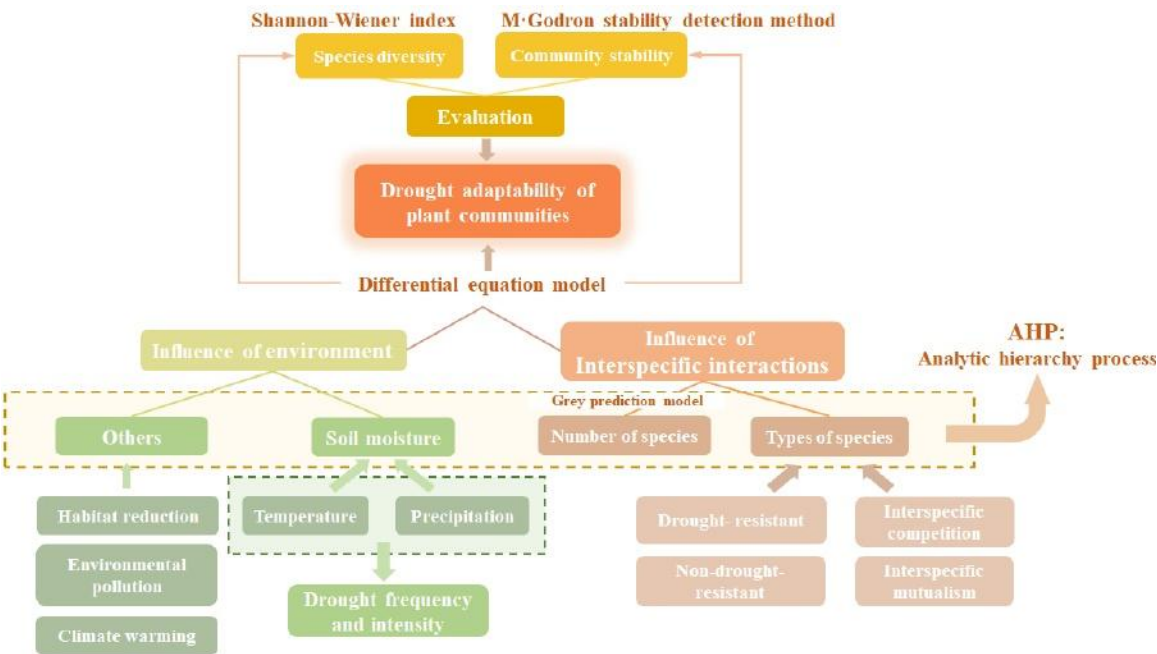 Shannon-Wiener index
M·Godron stability detection method
Species diversity
Community stability
Evaluation
Drought adaptability of
plant communities
Differential equation model
Influence of environment
Influence of
Interspecific interactions
AHP:
Analytic hierarchy process
Grey prediction model
Others
Soil moisture
Number of species
Types of species
Habitat reduction
Temperature
Precipitation
Drought- resistant
Interspecific
competition
Environmental
pollution
Non-drought-
resistant
Interspecific
mutualism
Drought frequency
and intensity
Climate warming